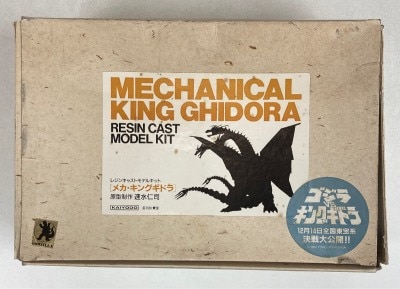 MECHANICAL
KING GHIDORA
RESIN CAST
MODEL KIT
レジンキャストモデルキット
「メカ・キングギドラ」
原型制作 速水仁司
KAIYODO
ゴジラ
VS
キングギドラ
12月14日全国東宝系
決戦大公開!!
GODZILLA